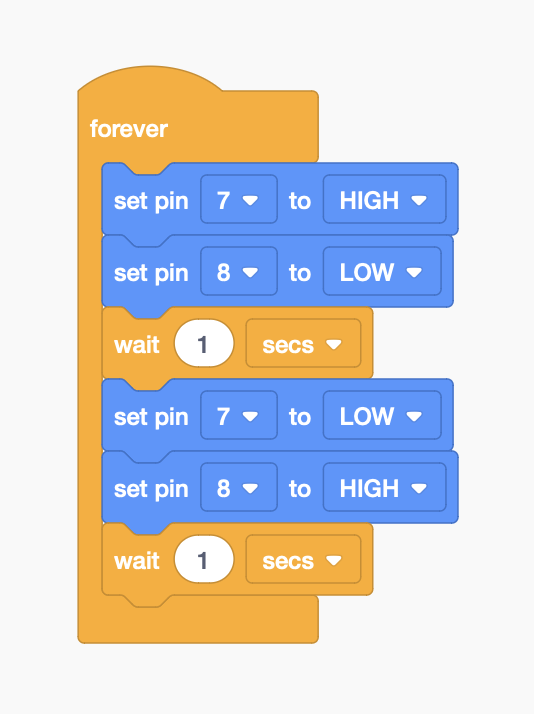 forever
set pin 7 to HIGH
set pin 8 to LOW
wait 1 secs
set pin 7 to LOW
set pin 8 to HIGH
wait 1 secs